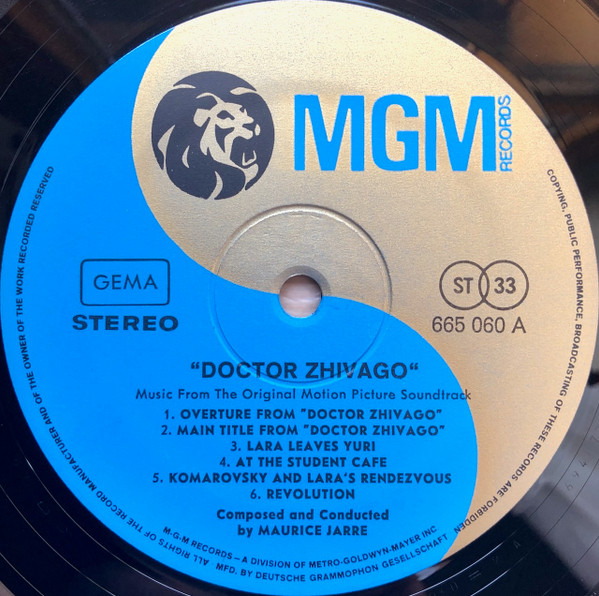 MGM
RECORDS
GEMA
STEREO
ST 33
665 060 A
"DOCTOR ZHIVAGO"
Music From The Original Motion Picture Soundtrack
1. OVERTURE FROM "DOCTOR ZHIVAGO"
2. MAIN TITLE FROM "DOCTOR ZHIVAGO"
3. LARA LEAVES YURI
4. AT THE STUDENT CAFE
5. KOMAROVSKY AND LARA'S RENDEZVOUS
6. REVOLUTION
Composed and Conducted
by MAURICE JARRE
M-G-M RECORDS – A DIVISION OF METRO-GOLDWYN-MAYER INC.
MFD. BY DEUTSCHE GRAMMOPHON GESELLSCHAFT
ALL RIGHTS OF THE RECORD MANUFACTURER AND OF THE OWNER OF THE WORK RECORDED RESERVED
COPYING, PUBLIC PERFORMANCE, BROADCASTING OF THESE RECORDS ARE FORBIDDEN